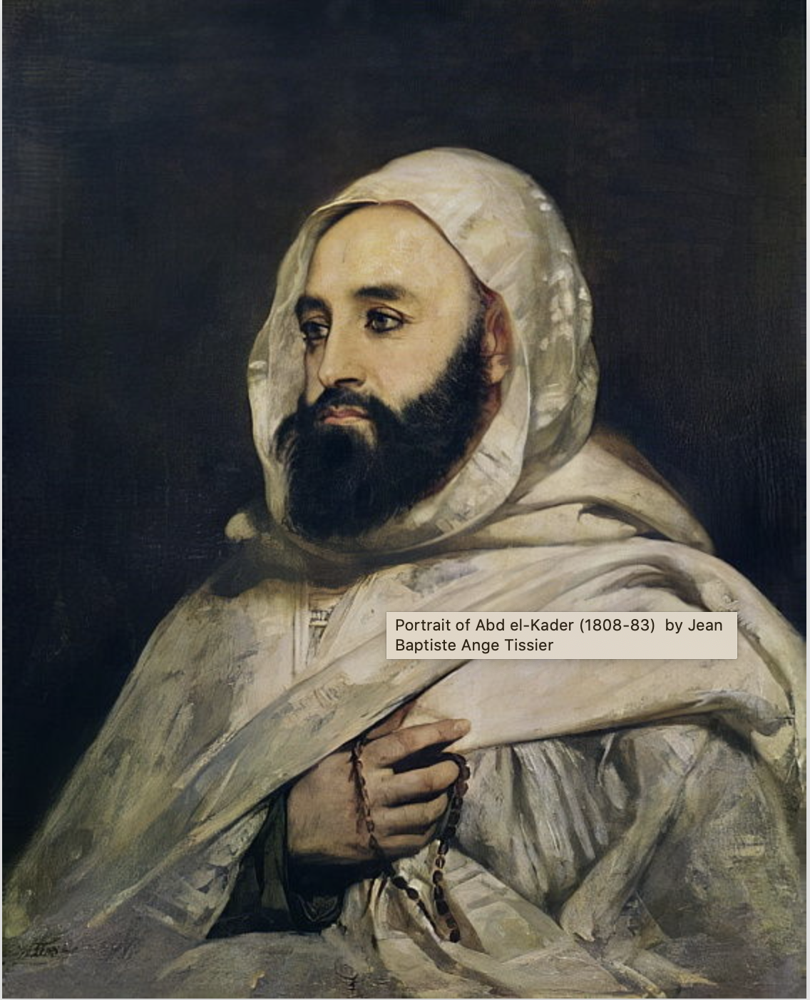 Portrait of Abd el-Kader (1808-83)  by Jean
Baptiste Ange Tissier